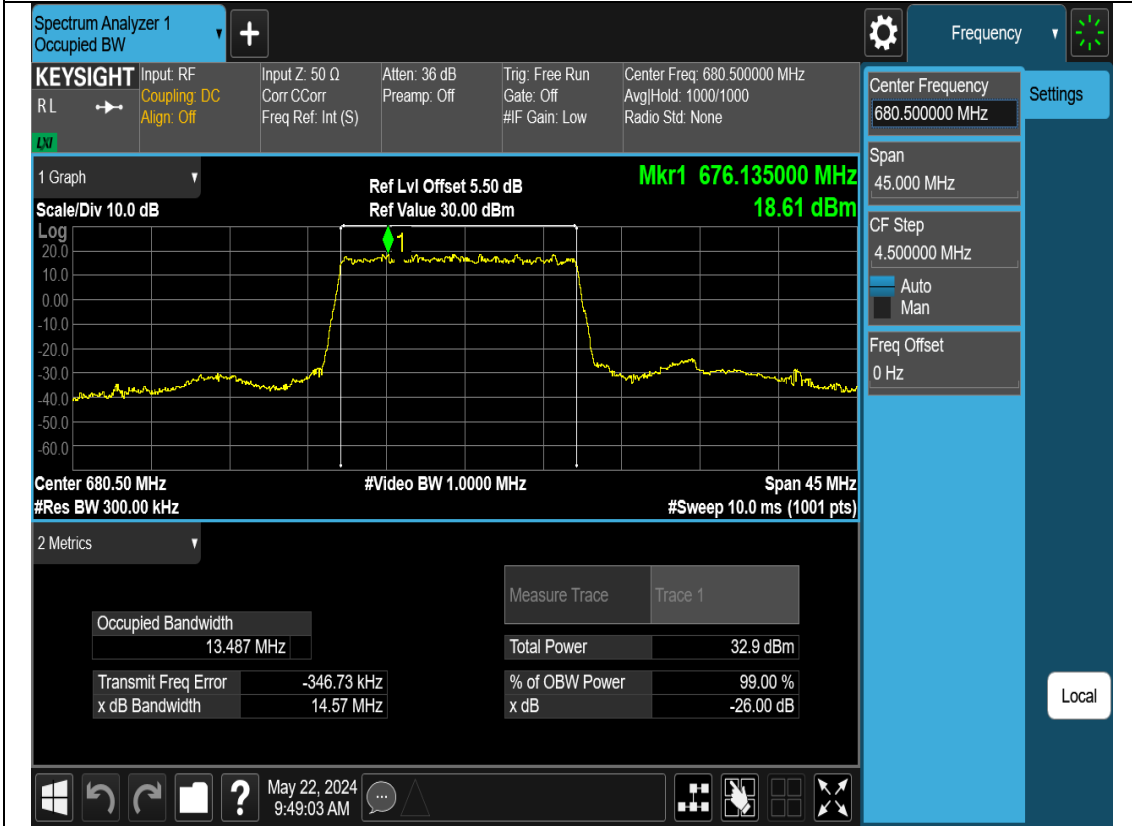 Spectrum Analyzer 1
Occupied BW
+
Frequency
KEYSIGHT
R L
LXI
Input: RF
Coupling: DC
Align: Off
Input Z: 50 Ω
Corr CCorr
Freq Ref: Int (S)
Atten: 36 dB
Preamp: Off
Trig: Free Run
Gate: Off
#IF Gain: Low
Center Freq: 680.500000 MHz
Avg|Hold: 1000/1000
Radio Std: None
Center Frequency
680.500000 MHz
Settings
Span
45.000 MHz
CF Step
4.500000 MHz
Auto
Man
Freq Offset
0 Hz
Local
1 Graph
Scale/Div 10.0 dB
Ref Lvl Offset 5.50 dB
Ref Value 30.00 dBm
Mkr1 676.135000 MHz
18.61 dBm
Log
1
20.0
10.0
0.00
-10.0
-20.0
-30.0
-40.0
-50.0
-60.0
Center 680.50 MHz
#Res BW 300.00 kHz
#Video BW 1.0000 MHz
Span 45 MHz
#Sweep 10.0 ms (1001 pts)
2 Metrics
Measure Trace Trace 1
Occupied Bandwidth
13.487 MHz
Total Power 32.9 dBm
Transmit Freq Error -346.73 kHz
% of OBW Power 99.00 %
x dB Bandwidth 14.57 MHz
x dB -26.00 dB
?
May 22, 2024
9:49:03 AM